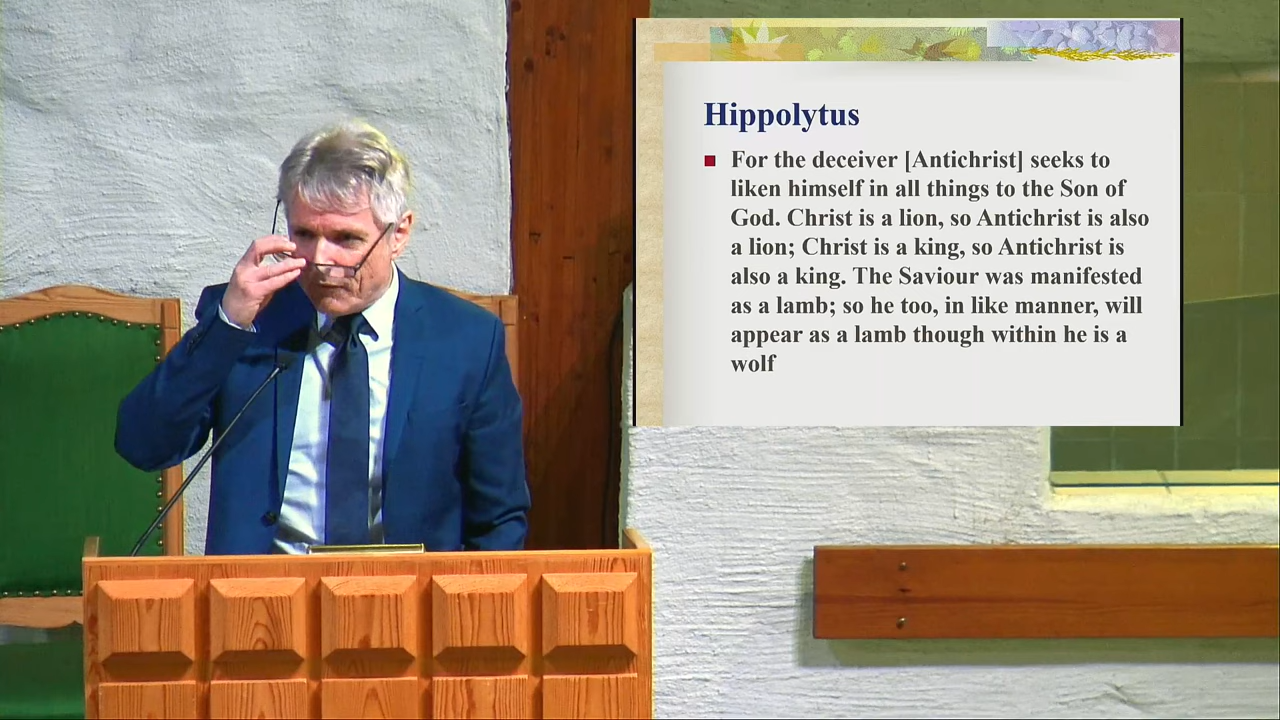 Hippolytus
For the deceiver [Antichrist] seeks to
liken himself in all things to the Son of
God. Christ is a lion, so Antichrist is also
a lion; Christ is a king, so Antichrist is
also a king. The Saviour was manifested
as a lamb; so he too, in like manner, will
appear as a lamb though within he is a
wolf